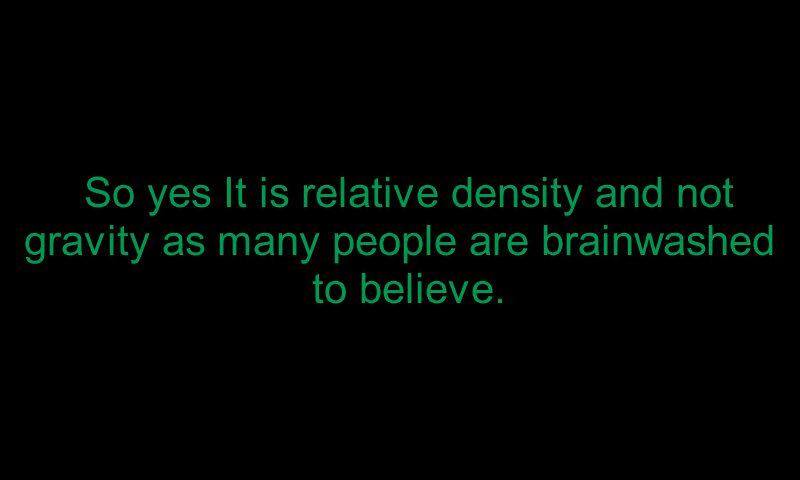 So yes It is relative density and not
gravity as many people are brainwashed
to believe.